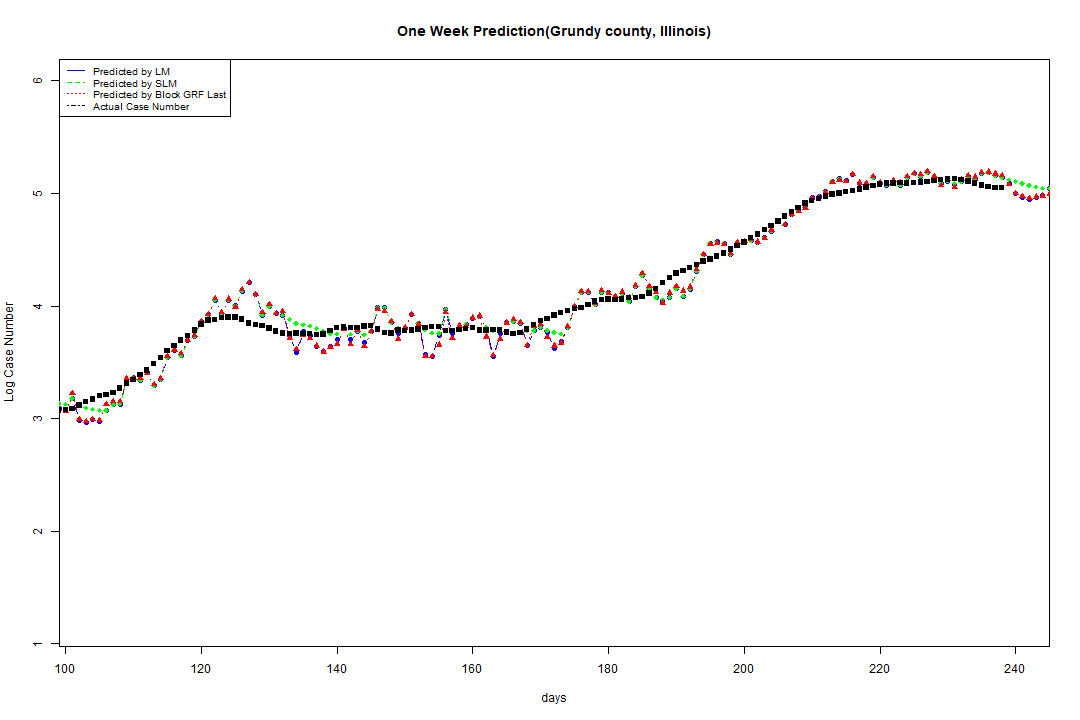 One Week Prediction(Grundy county, Illinois)
Predicted by LM
Predicted by SLM
Predicted by Block GRF Last
Actual Case Number
6
5
4
3
2
1
Log Case Number
100 120 140 160 180 200 220 240
days